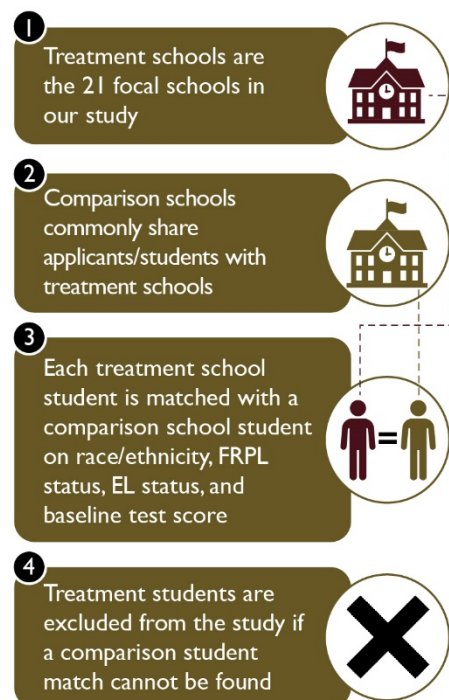 1
Treatment schools are
the 21 focal schools in
our study
2
Comparison schools
commonly share
applicants/students with
treatment schools
3
Each treatment school
student is matched with a
comparison school student
on race/ethnicity, FRPL
status, EL status, and
baseline test score
=
4
Treatment students are
excluded from the study if
a comparison student
match cannot be found